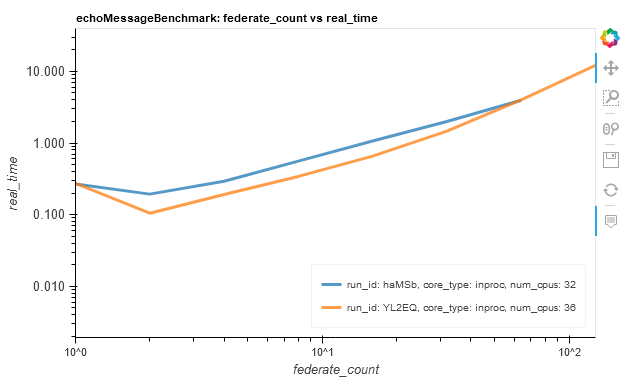 echoMessageBenchmark: federate_count vs real_time
10.000
1.000
0.100
0.010
real_time
run_id: haMSb, core_type: inproc, num_cpus: 32
run_id: YL2EQ, core_type: inproc, num_cpus: 36
10^0
10^1
10^2
federate_count